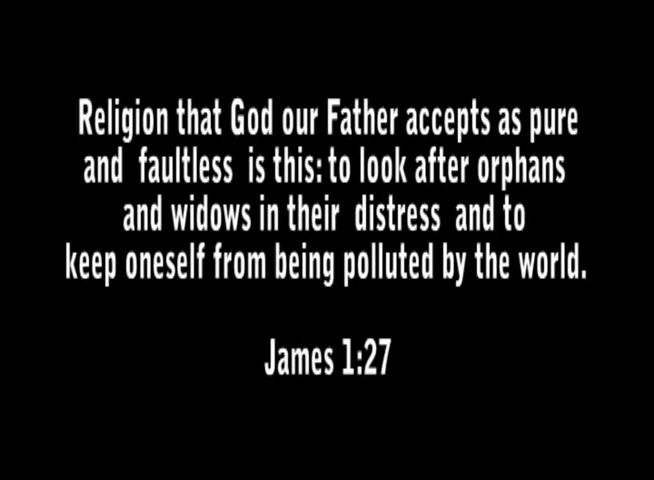 Religion that God our Father accepts as pure
and faultless is this: to look after orphans
and widows in their distress and to
keep oneself from being polluted by the world.
James 1:27